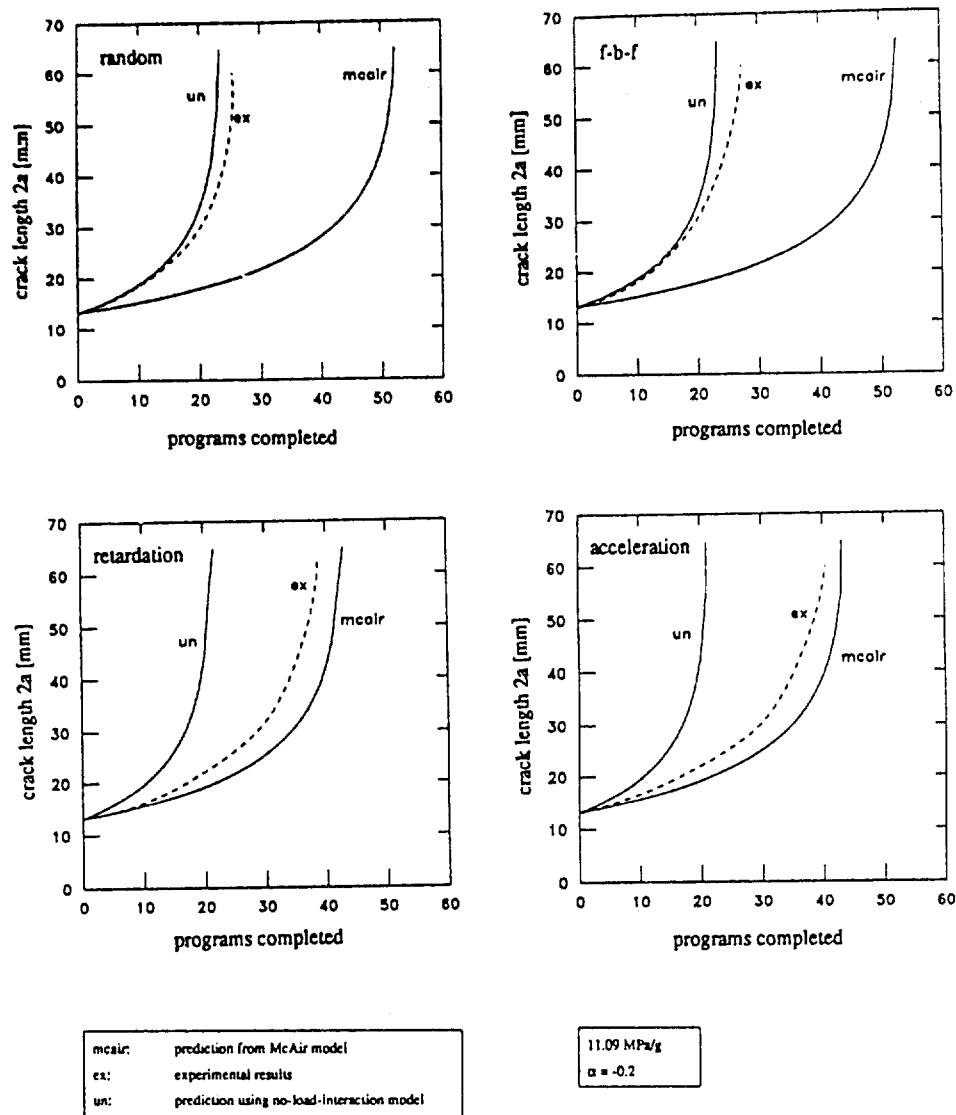 70
60
50
40
30
20
10
0
random
un
ex
mcair
crack length 2a [mm]
0 10 20 30 40 50 60
programs completed
70
60
50
40
30
20
10
0
f-b-f
un
ex
mcair
crack length 2a [mm]
0 10 20 30 40 50 60
programs completed
70
60
50
40
30
20
10
0
retardation
un
ex
mcair
crack length 2a [mm]
0 10 20 30 40 50 60
programs completed
70
60
50
40
30
20
10
0
acceleration
un
ex
mcair
crack length 2a [mm]
0 10 20 30 40 50 60
programs completed
mcair: prediction from McAir model
ex: experimental results
un: prediction using no-load-interaction model
11.09 MPa/g
α = -0.2